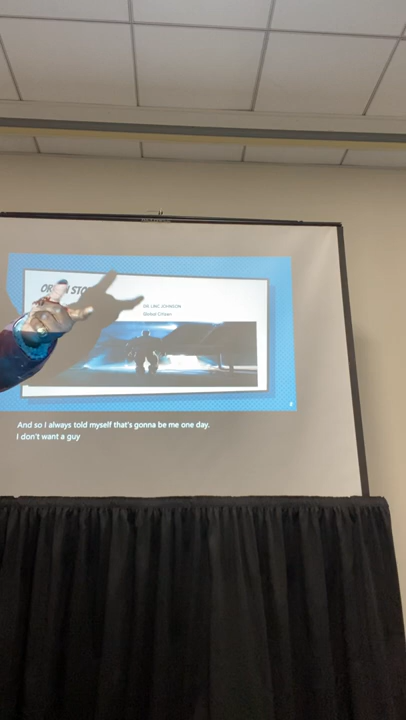 DR. LINC JOHNSON
Global Citizen
And so I always told myself that's gonna be me one day.
I don't want a guy